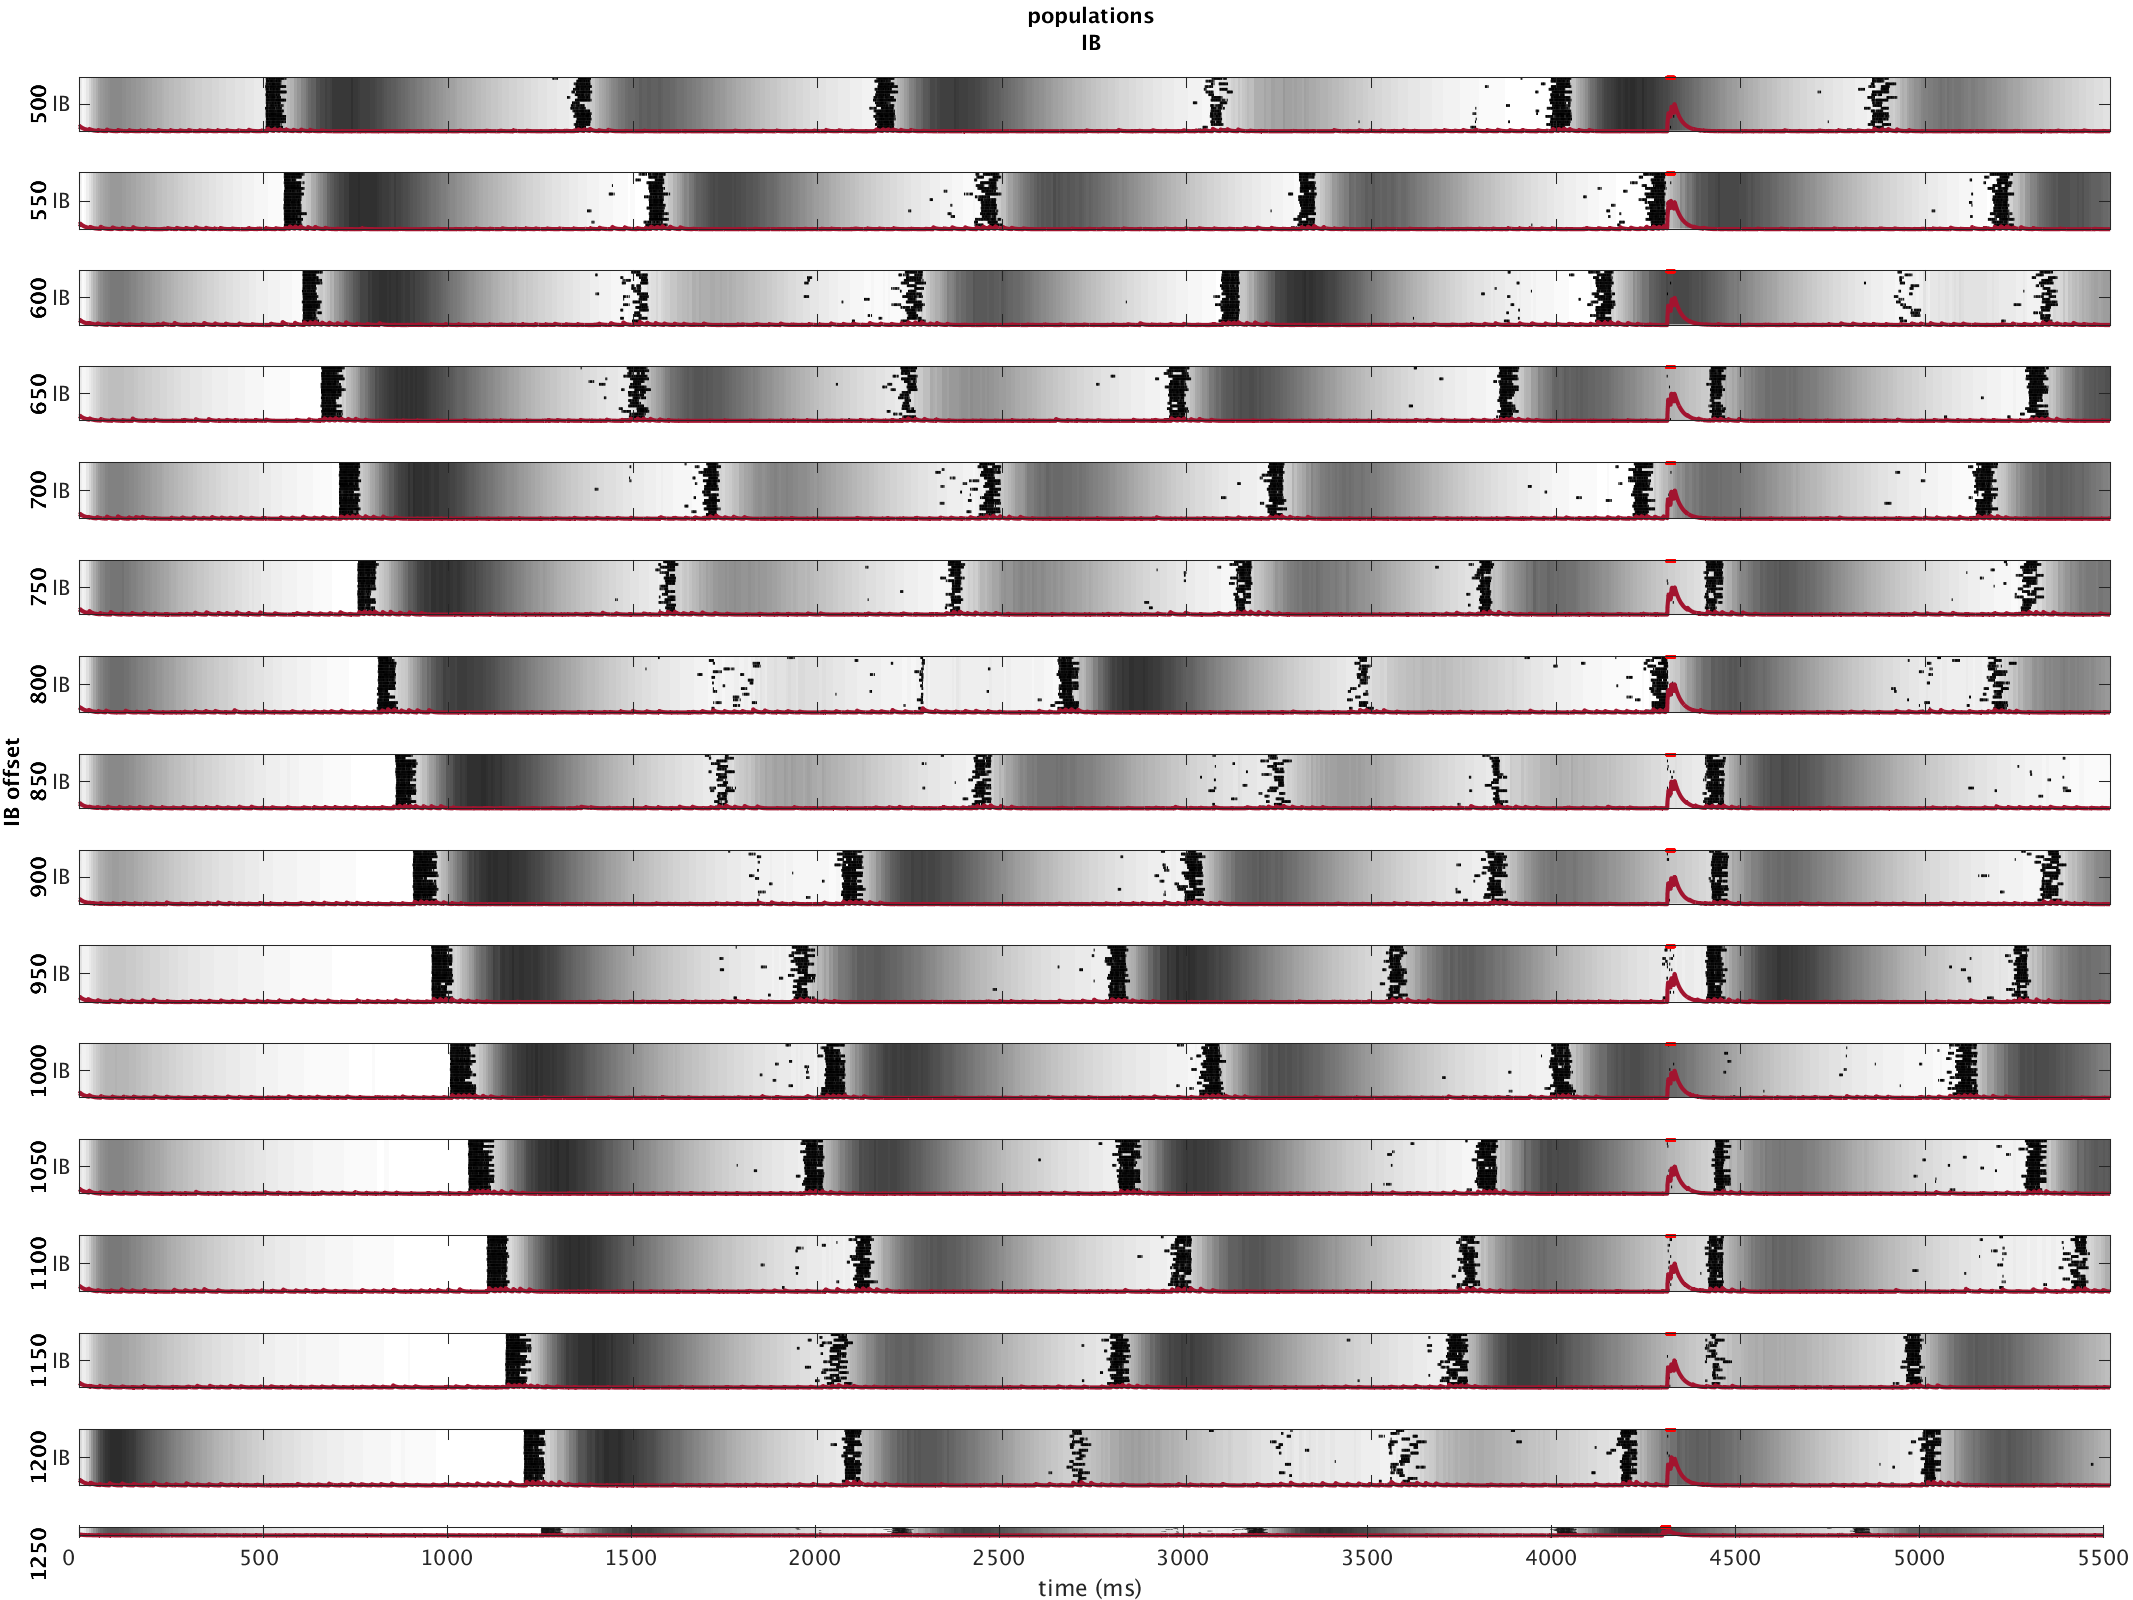 populations
IB
500 IB
550 IB
600 IB
650 IB
700 IB
750 IB
800 IB
IB offset
850 IB
900 IB
950 IB
1000 IB
1050 IB
1100 IB
1150 IB
1200 IB
1250
0 500 1000 1500 2000 2500 3000 3500 4000 4500 5000 5500
time (ms)